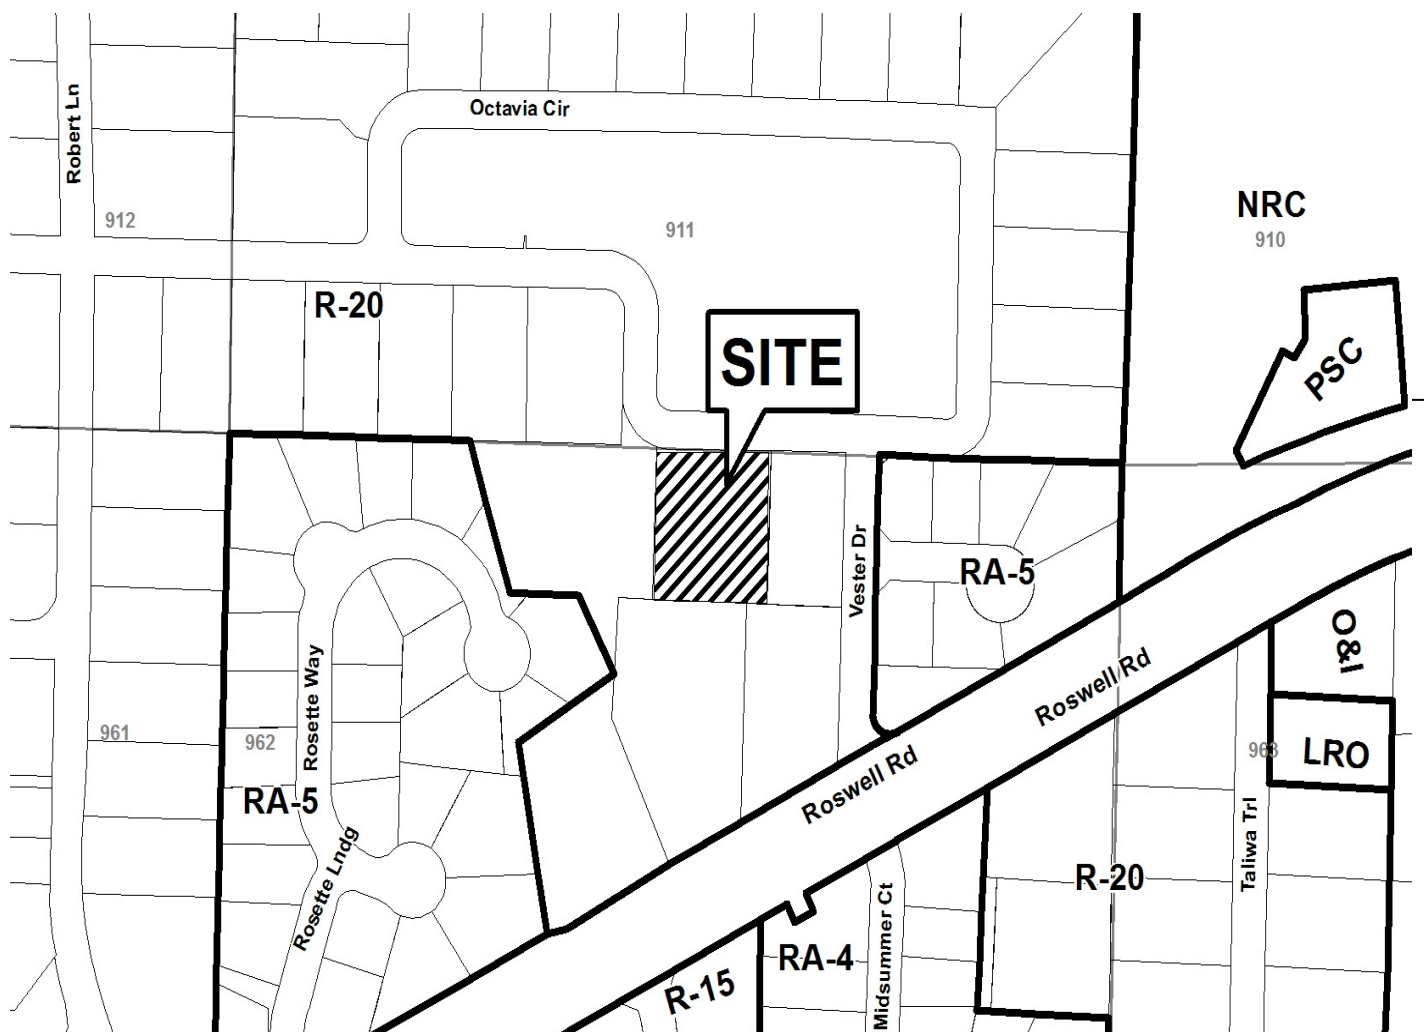 Octavia Cir
Robert Ln
NRC
912
911
910
R-20
SITE
PSC
Vester Dr
RA-5
O&I
Roswell Rd
Rosette Way
961
962
963
LRO
Roswell Rd
RA-5
Taliwa Trl
Rosette Lndg
R-20
Midsummer Ct
RA-4
R-15